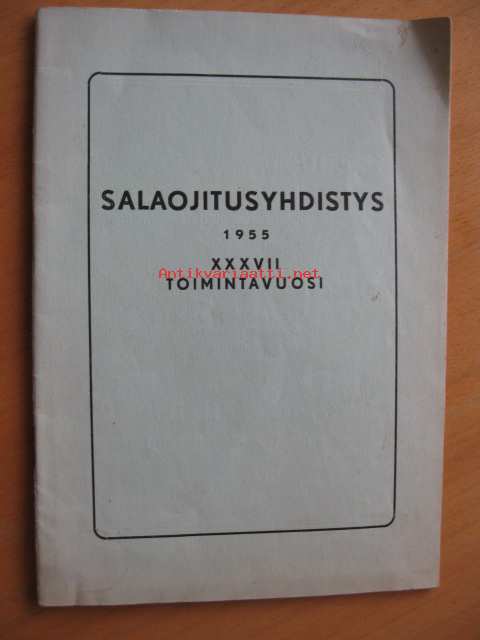 SALAOJITUSYHDISTYS
1955
XXXVII
Antikvariaatti.net
TOIMINTAVUOSI